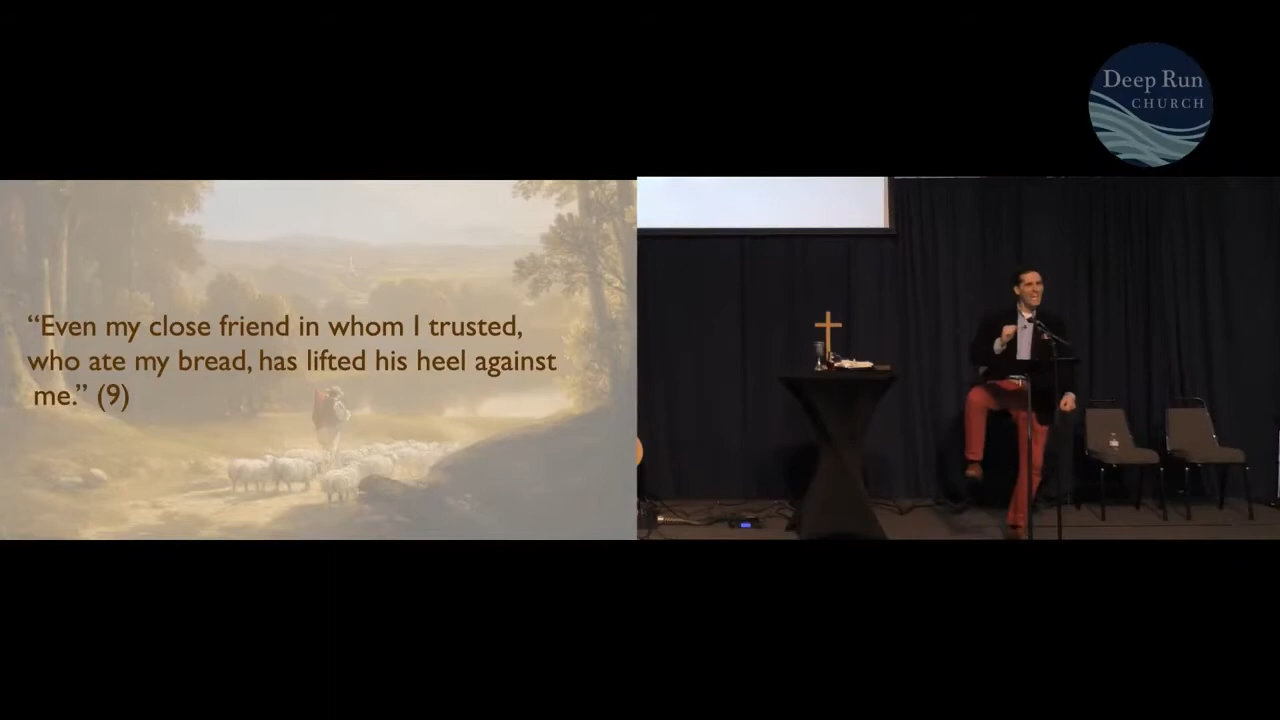 Deep Run
CHURCH
“Even my close friend in whom I trusted,
who ate my bread, has lifted his heel against
me.” (9)